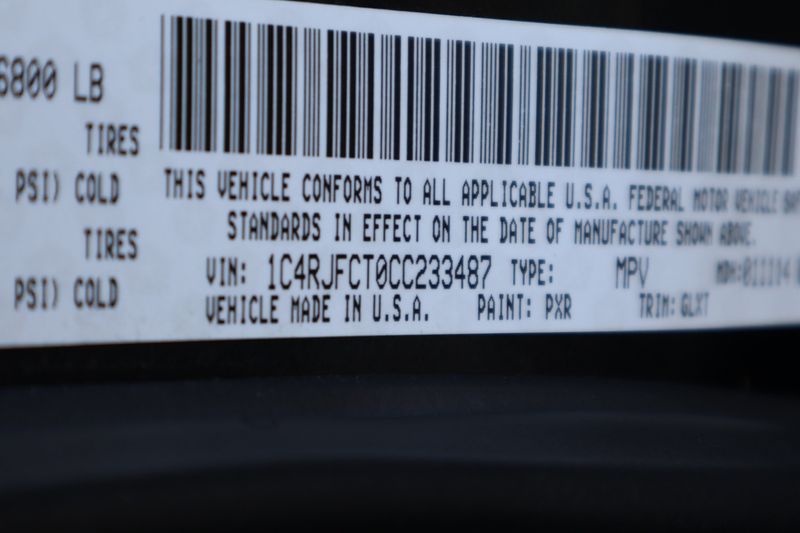 6800 LB
TIRES
PSI) COLD
TIRES
PSI) COLD
THIS VEHICLE CONFORMS TO ALL APPLICABLE U.S.A. FEDERAL MOTOR VEHICLE
STANDARDS IN EFFECT ON THE DATE OF MANUFACTURE SHOWN ABOVE.
VIN: 1C4RJFCT0CC233487 TYPE: MPV MDH:
VEHICLE MADE IN U.S.A. PAINT: PXR TRIM: GLXT